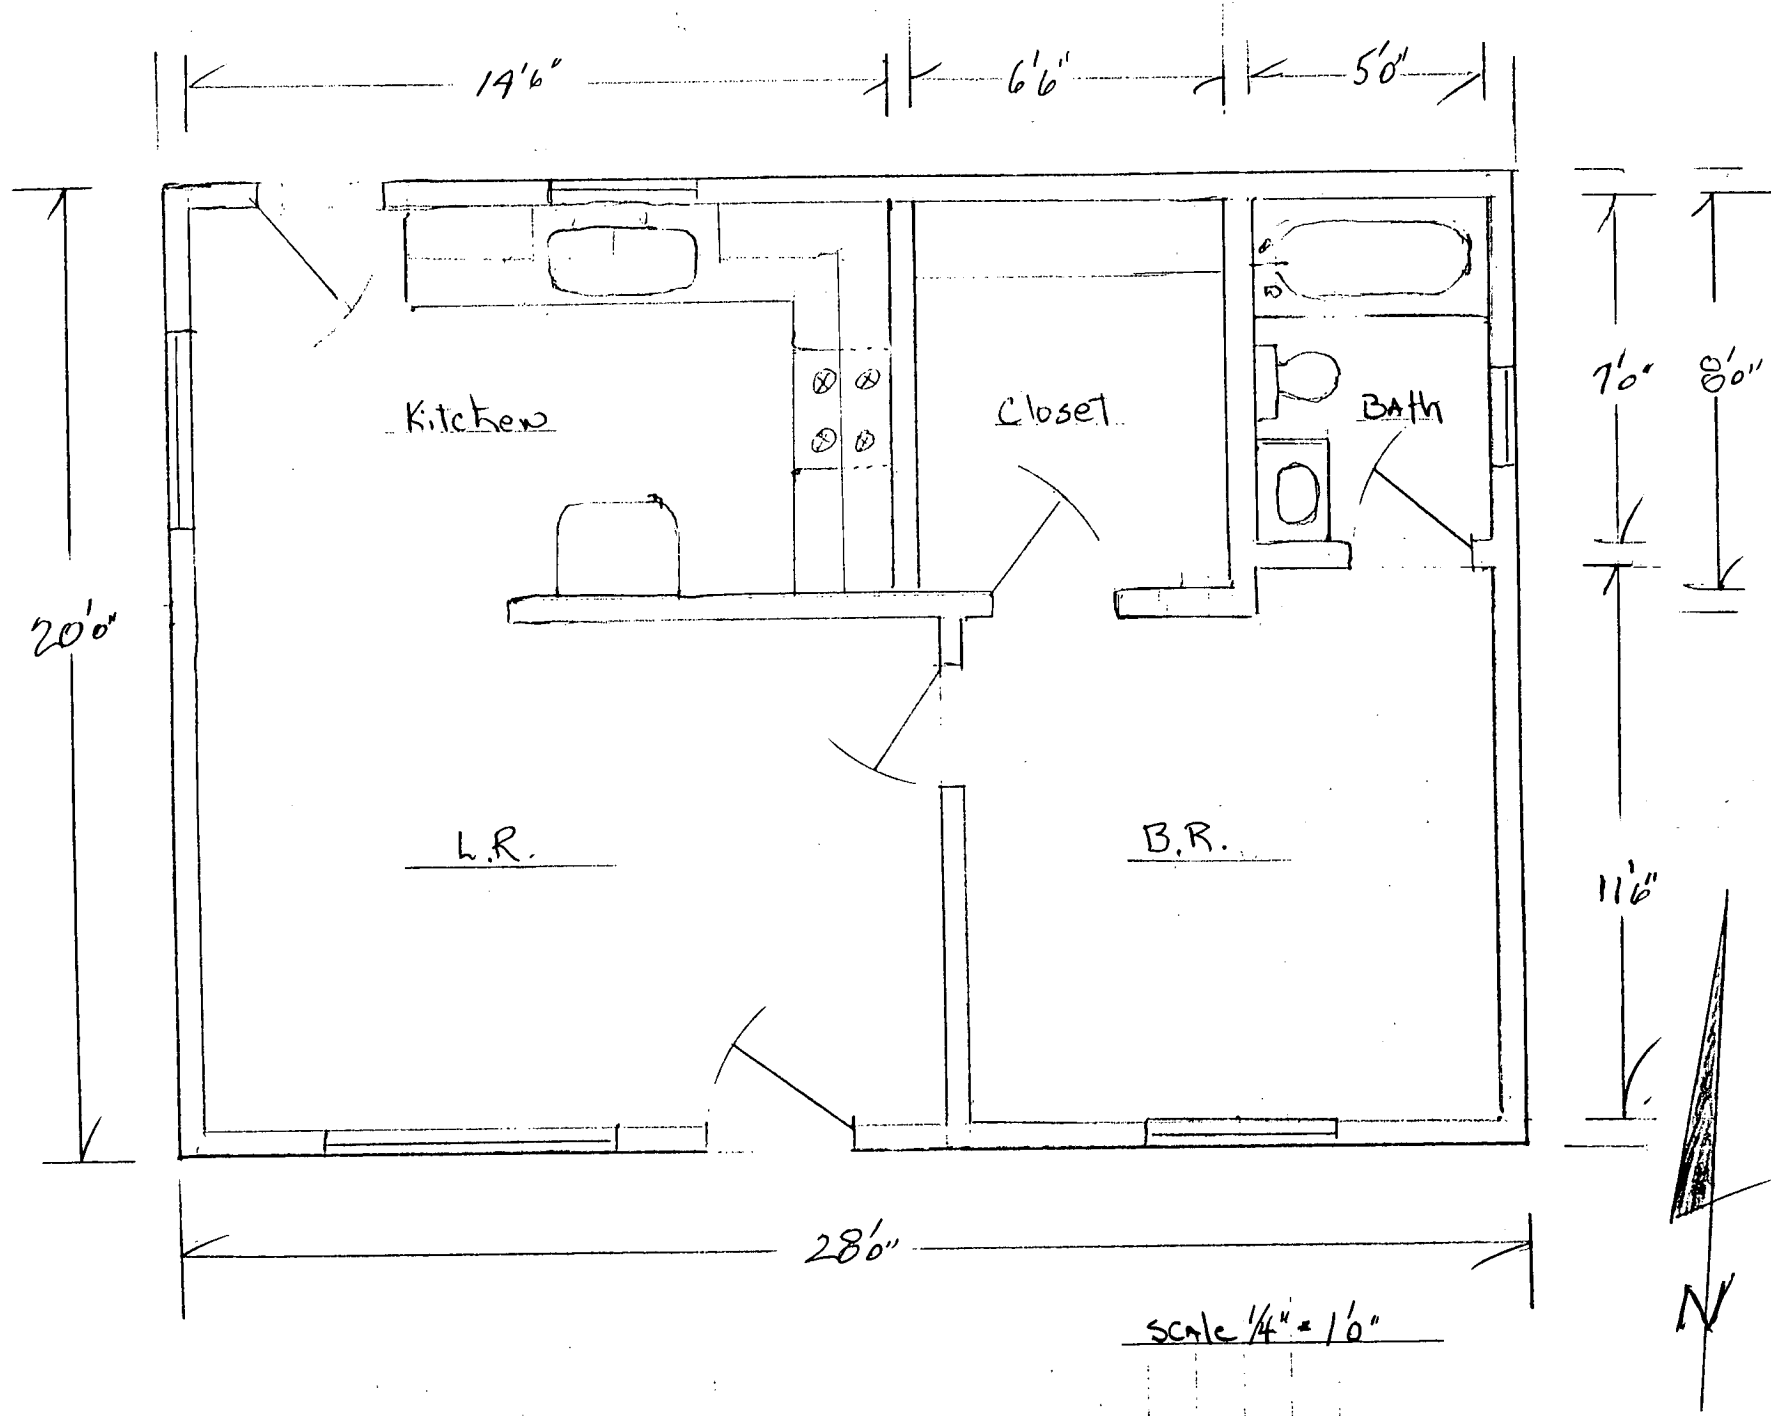 14'6" 6'6" 5'0"
Kitchen Closet BAth 7'0" 8'0"
20'0"
L.R. B.R. 11'6"
28'0"
SCAle 1/4" = 1'0"
N